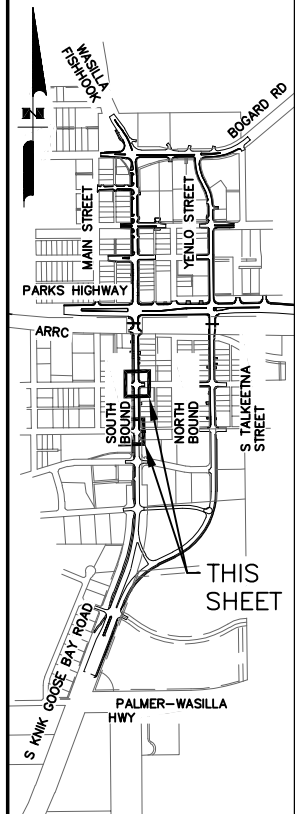 N
WASILLA
FISHHOOK
BOGARD RD
MAIN STREET
YENLO STREET
PARKS HIGHWAY
ARRC
SOUTH
BOUND
NORTH
BOUND
S TALKEETNA
STREET
THIS
SHEET
S KNIK GOOSE BAY ROAD
PALMER-WASILLA
HWY